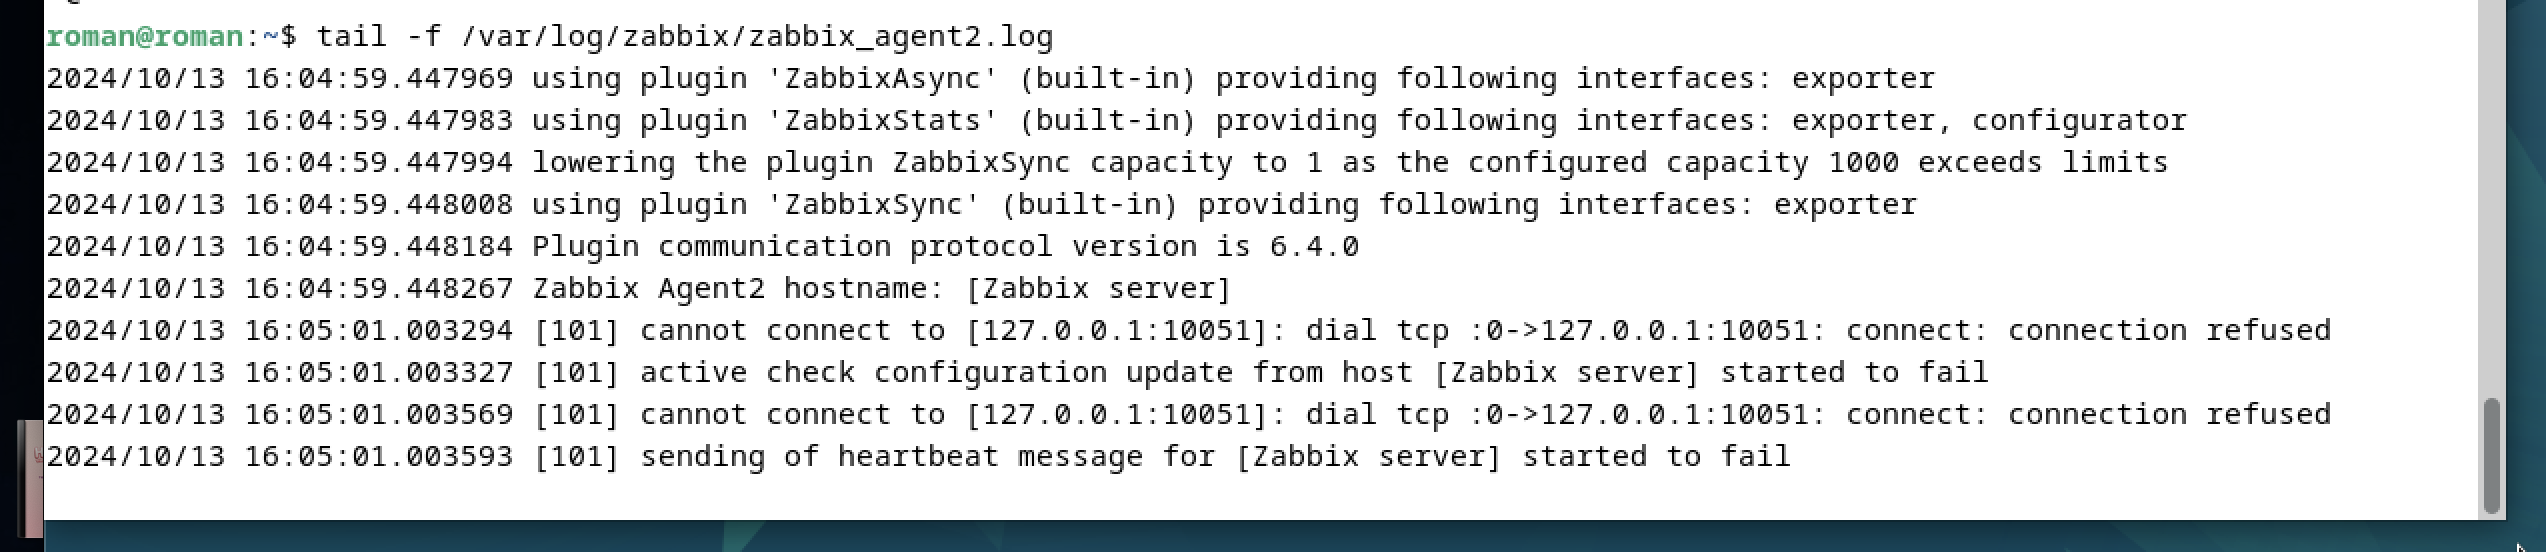 roman@roman:~$ tail -f /var/log/zabbix/zabbix_agent2.log
2024/10/13 16:04:59.447969 using plugin 'ZabbixAsync' (built-in) providing following interfaces: exporter
2024/10/13 16:04:59.447983 using plugin 'ZabbixStats' (built-in) providing following interfaces: exporter, configurator
2024/10/13 16:04:59.447994 lowering the plugin ZabbixSync capacity to 1 as the configured capacity 1000 exceeds limits
2024/10/13 16:04:59.448008 using plugin 'ZabbixSync' (built-in) providing following interfaces: exporter
2024/10/13 16:04:59.448184 Plugin communication protocol version is 6.4.0
2024/10/13 16:04:59.448267 Zabbix Agent2 hostname: [Zabbix server]
2024/10/13 16:05:01.003294 [101] cannot connect to [127.0.0.1:10051]: dial tcp :0->127.0.0.1:10051: connect: connection refused
2024/10/13 16:05:01.003327 [101] active check configuration update from host [Zabbix server] started to fail
2024/10/13 16:05:01.003569 [101] cannot connect to [127.0.0.1:10051]: dial tcp :0->127.0.0.1:10051: connect: connection refused
2024/10/13 16:05:01.003593 [101] sending of heartbeat message for [Zabbix server] started to fail